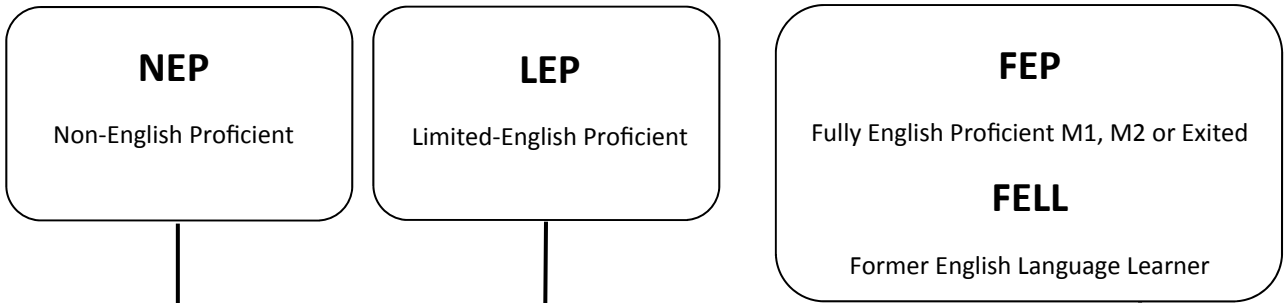 NEP
Non-English Proficient
LEP
Limited-English Proficient
FEP
Fully English Proficient M1, M2 or Exited
FELL
Former English Language Learner